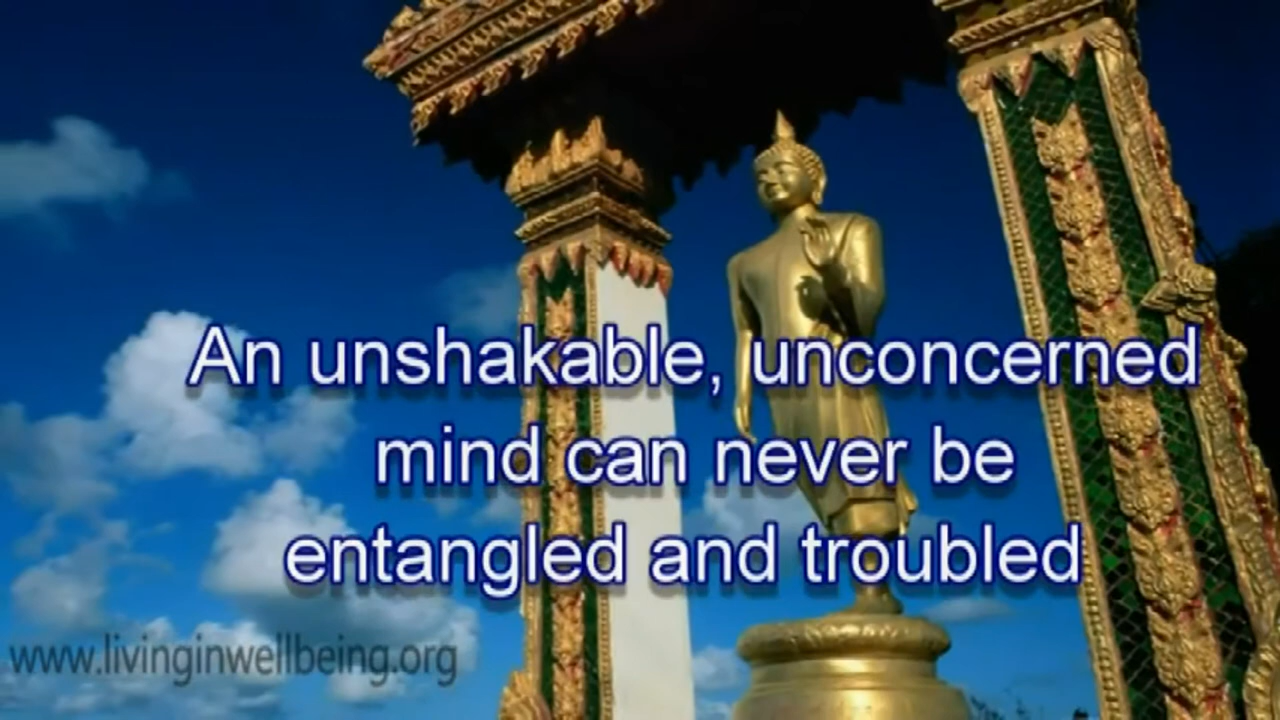 An unshakable, unconcerned
mind can never be
entangled and troubled
www.livinginwellbeing.org